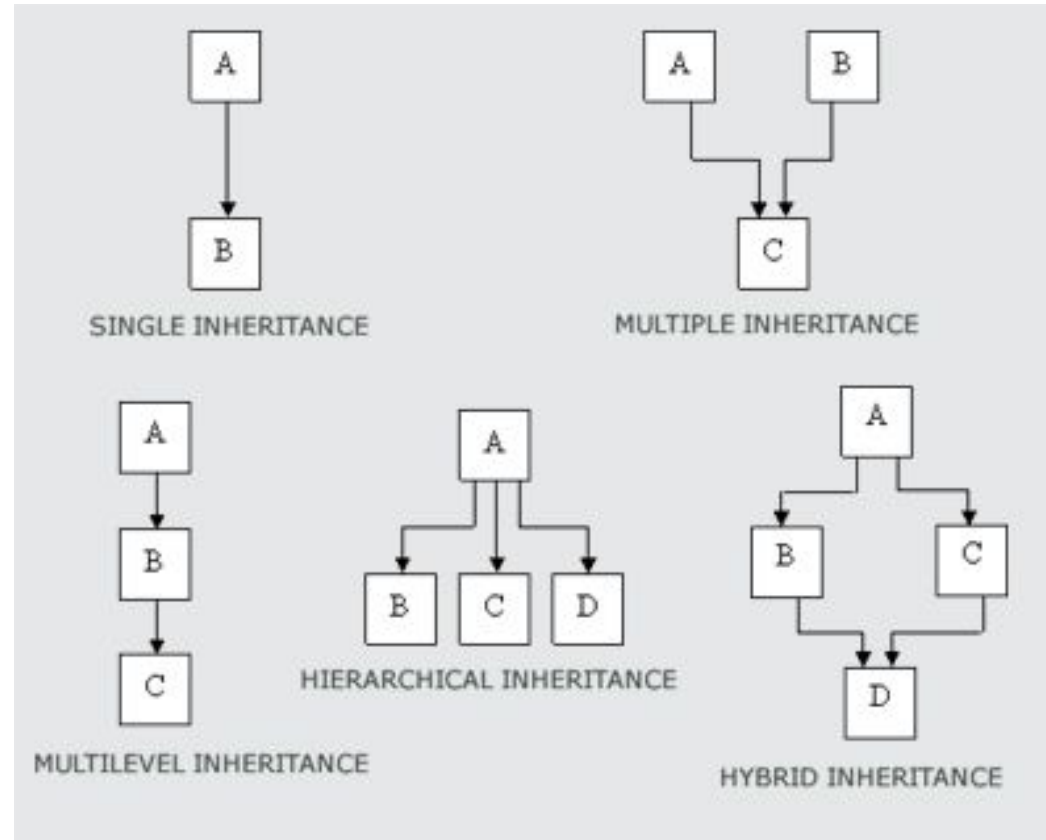 A
B
SINGLE INHERITANCE
A B
C
MULTIPLE INHERITANCE
A
B
C
MULTILEVEL INHERITANCE
A
B C D
HIERARCHICAL INHERITANCE
A
B C
D
HYBRID INHERITANCE